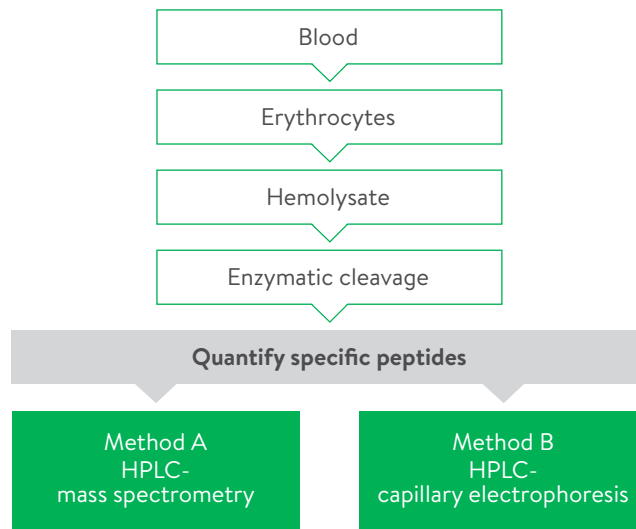 Blood
Erythrocytes
Hemolysate
Enzymatic cleavage
Quantify specific peptides
Method A
HPLC-
mass spectrometry
Method B
HPLC-
capillary electrophoresis